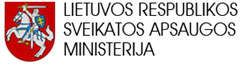 LIETUVOS RESPUBLIKOS
SVEIKATOS APSAUGOS
MINISTERIJA